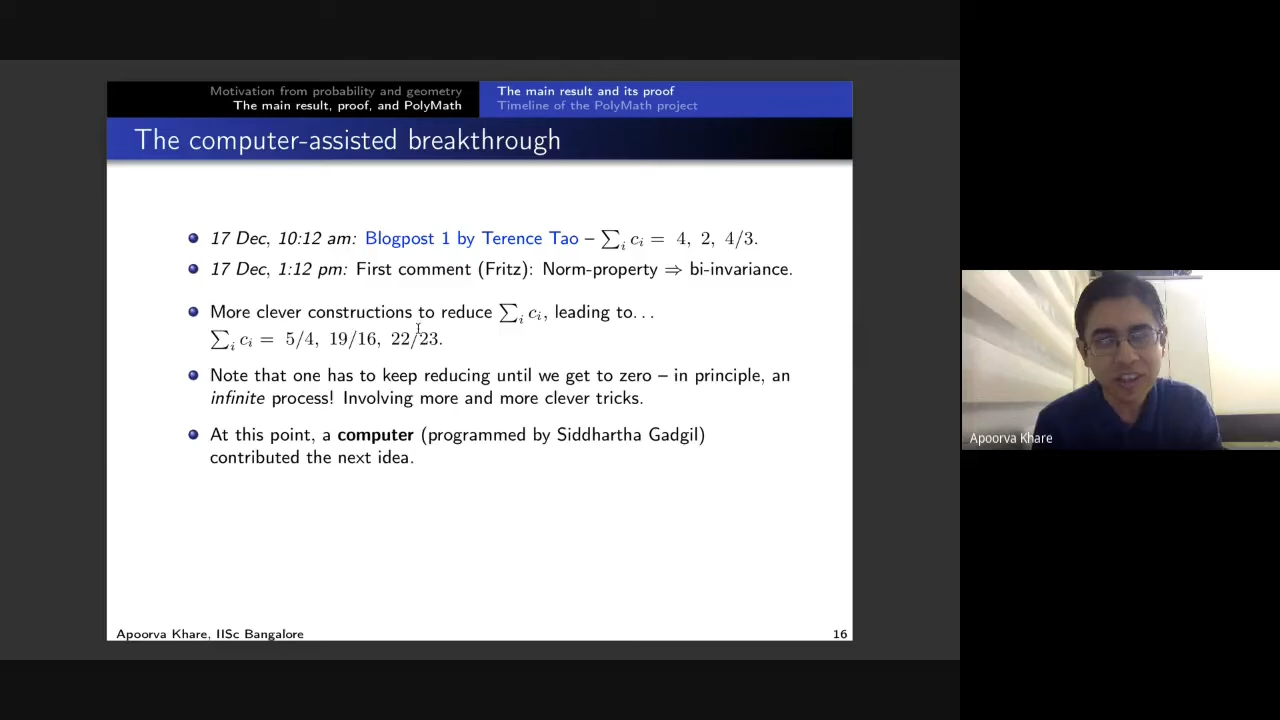 Motivation from probability and geometry
The main result, proof, and PolyMath
The main result and its proof
Timeline of the PolyMath project
The computer-assisted breakthrough
17 Dec, 10:12 am: Blogpost 1 by Terence Tao – ∑ᵢ cᵢ = 4, 2, 4/3.
17 Dec, 1:12 pm: First comment (Fritz): Norm-property ⇒ bi-invariance.
More clever constructions to reduce ∑ᵢ cᵢ, leading to...
∑ᵢ cᵢ = 5/4, 19/16, 22/23.
Note that one has to keep reducing until we get to zero – in principle, an
infinite process! Involving more and more clever tricks.
At this point, a computer (programmed by Siddhartha Gadgil)
contributed the next idea.
Apoorva Khare, IISc Bangalore
16
Apoorva Khare